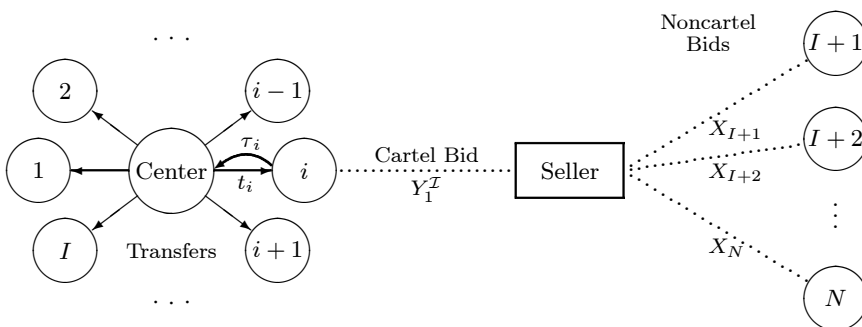 . . .
Noncartel
Bids
I + 1
2
i − 1
τ_i
X_{I+1}
I + 2
1
Center
t_i
i
Cartel Bid
Y_1^ℐ
Seller
X_{I+2}
I
Transfers
i + 1
X_N
⋮
. . .
N